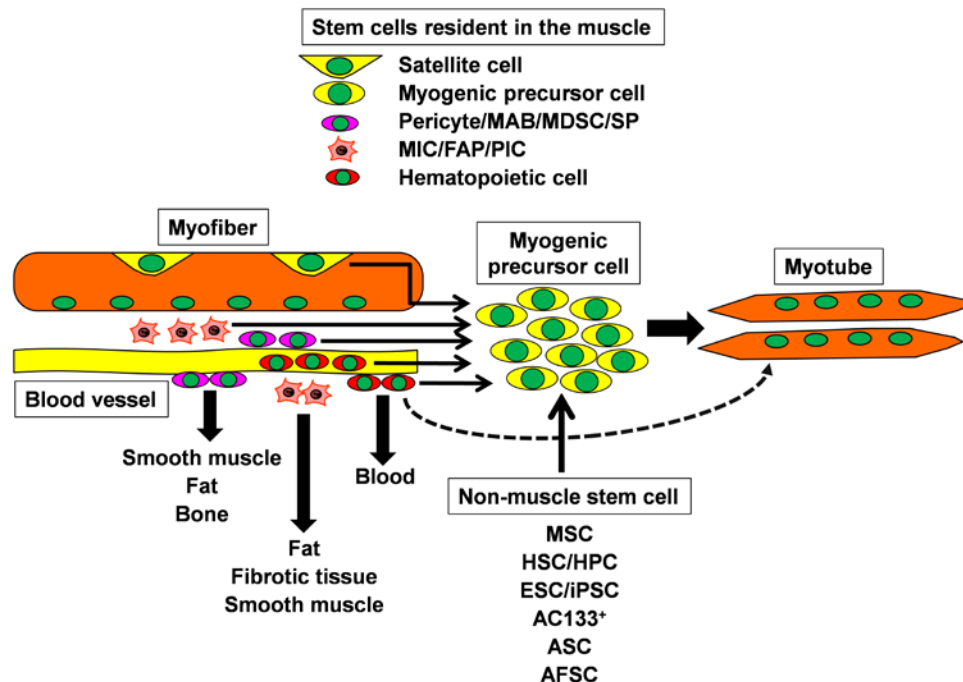 Stem cells resident in the muscle
Satellite cell
Myogenic precursor cell
Pericyte/MAB/MDSC/SP
MIC/FAP/PIC
Hematopoietic cell
Myofiber
Myogenic
precursor cell
Myotube
Blood vessel
Smooth muscle
Fat
Bone
Blood
Fat
Fibrotic tissue
Smooth muscle
Non-muscle stem cell
MSC
HSC/HPC
ESC/iPSC
AC133⁺
ASC
AFSC